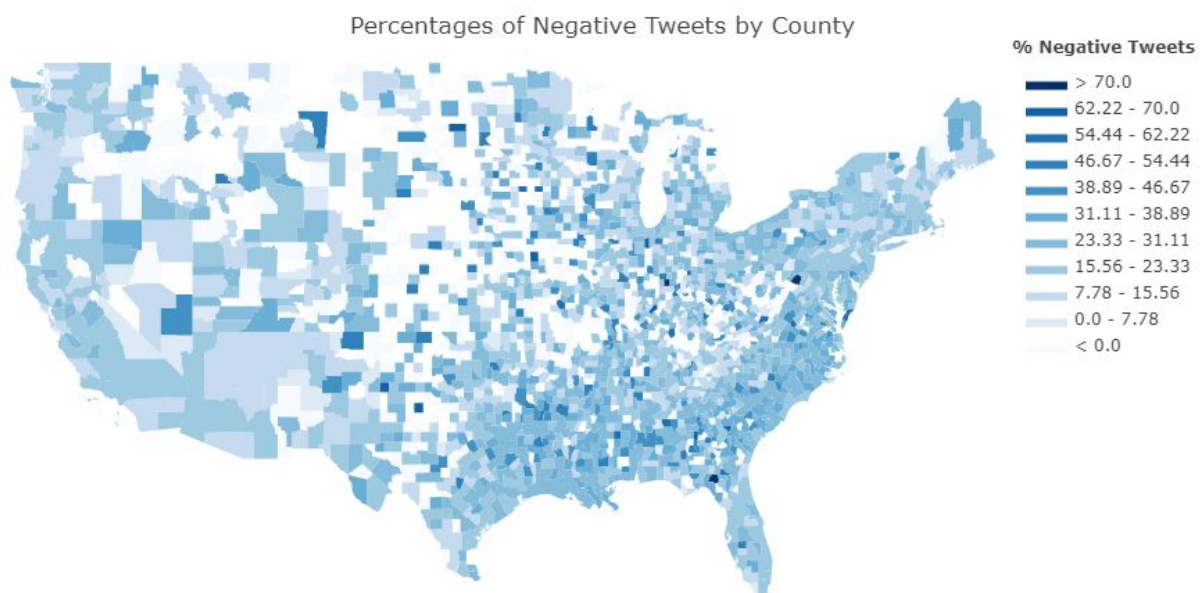 Percentages of Negative Tweets by County
% Negative Tweets
> 70.0
62.22 - 70.0
54.44 - 62.22
46.67 - 54.44
38.89 - 46.67
31.11 - 38.89
23.33 - 31.11
15.56 - 23.33
7.78 - 15.56
0.0 - 7.78
< 0.0